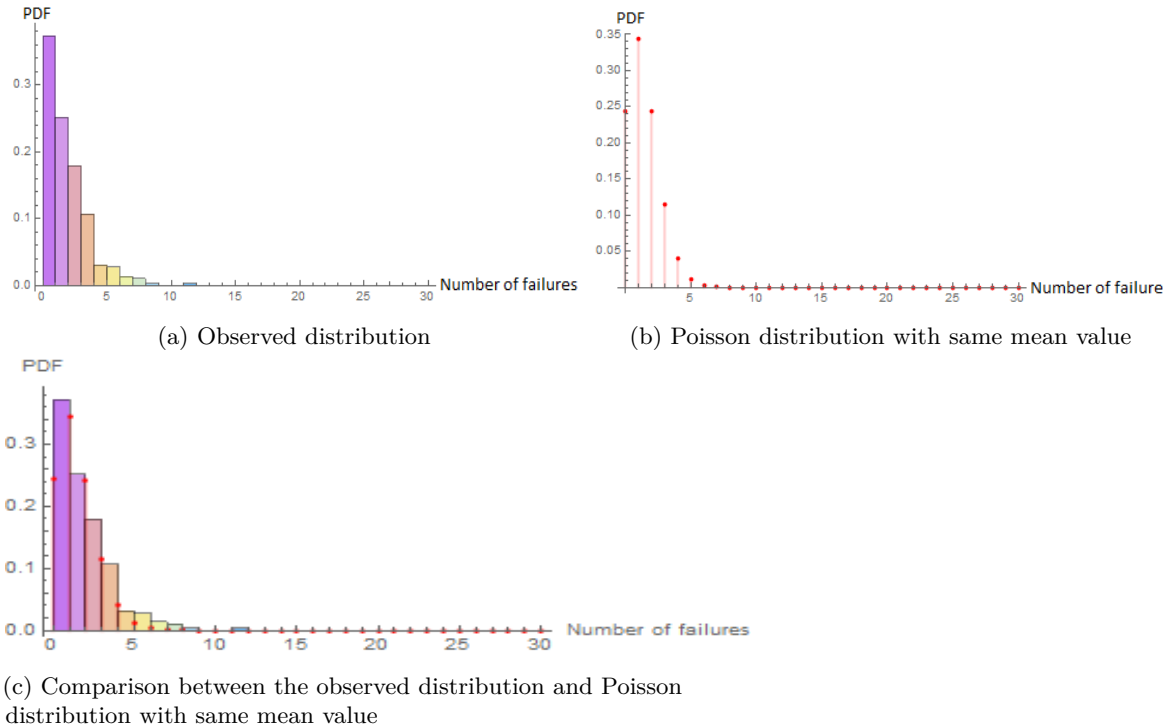 PDF
0.3
0.2
0.1
0.0
0 5 10 15 20 25 30 Number of failures
(a) Observed distribution
PDF
0.35
0.30
0.25
0.20
0.15
0.10
0.05
5 10 15 20 25 30 Number of failure
(b) Poisson distribution with same mean value
PDF
0.3
0.2
0.1
0.0
0 5 10 15 20 25 30 Number of failures
(c) Comparison between the observed distribution and Poisson
distribution with same mean value